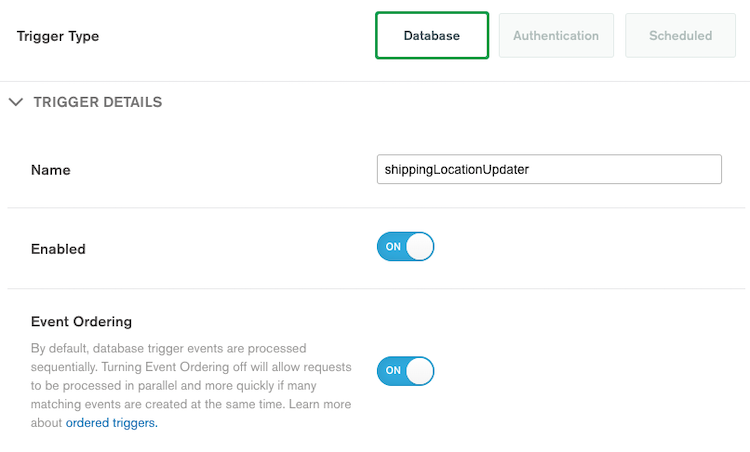 Trigger Type
Database
Authentication
Scheduled
TRIGGER DETAILS
Name
shippingLocationUpdater
Enabled
ON
Event Ordering
By default, database trigger events are processed
sequentially. Turning Event Ordering off will allow requests
to be processed in parallel and more quickly if many
matching events are created at the same time. Learn more
about ordered triggers.
ON